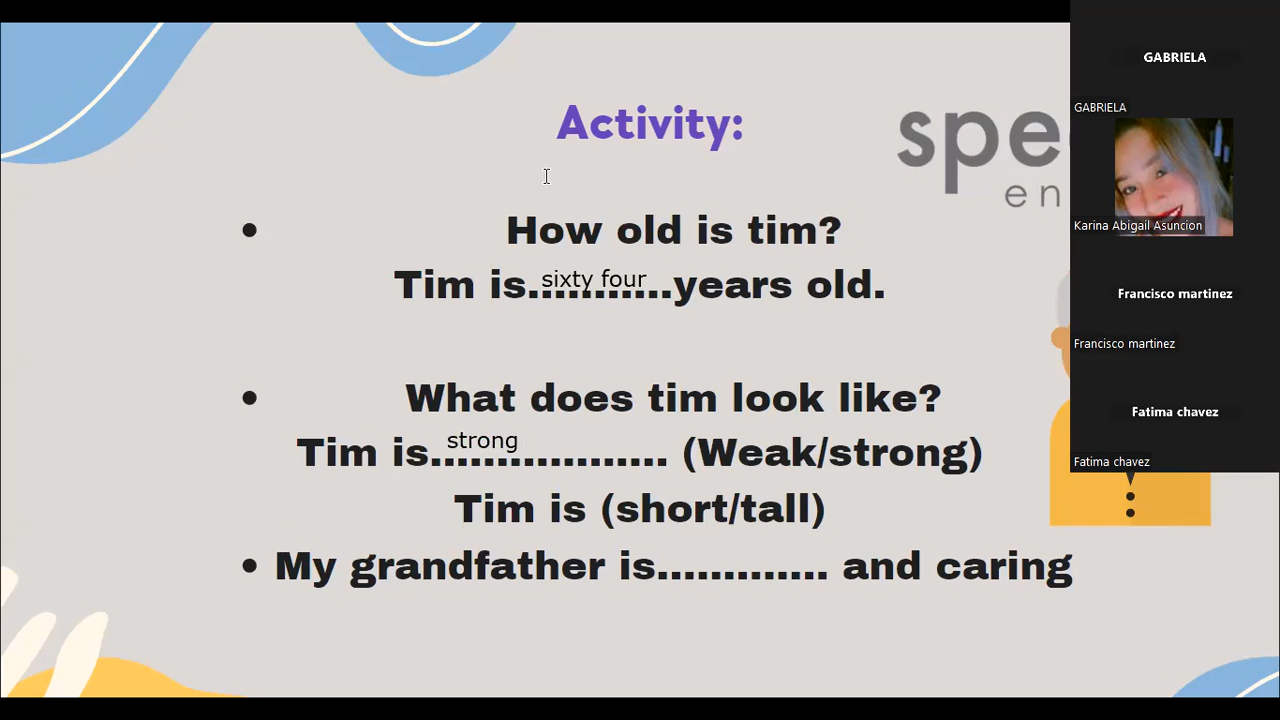 Activity:
spe
en
• How old is tim?
Tim is...........years old.
sixty four
• What does tim look like?
Tim is.................. (Weak/strong)
strong
Tim is (short/tall)
• My grandfather is............. and caring
GABRIELA
GABRIELA
Karina Abigail Asuncion
Francisco martinez
Francisco martinez
Fatima chavez
Fatima chavez